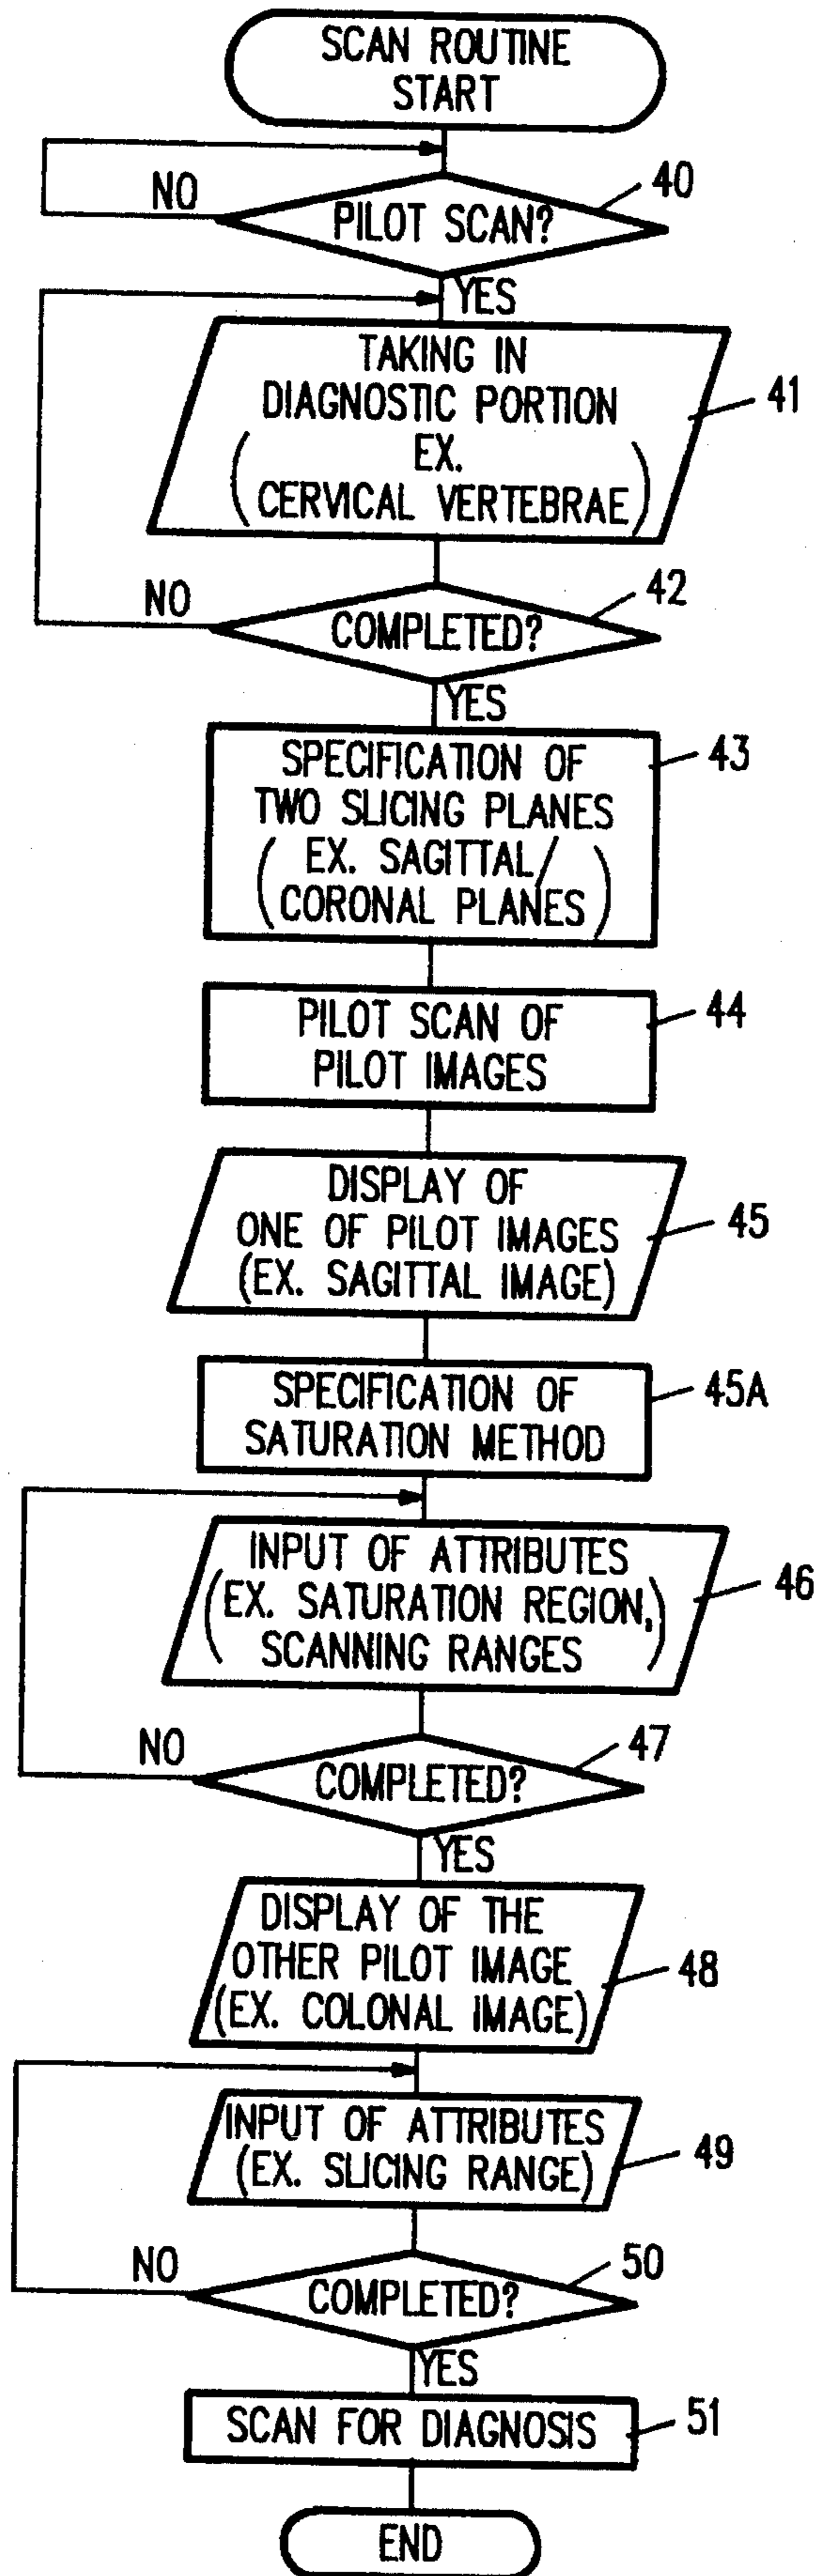 SCAN ROUTINE
START
NO
40
PILOT SCAN?
YES
TAKING IN
DIAGNOSTIC PORTION
EX.
(CERVICAL VERTEBRAE)
41
NO
42
COMPLETED?
YES
SPECIFICATION OF
TWO SLICING PLANES
(EX. SAGITTAL/
CORONAL PLANES)
43
PILOT SCAN OF
PILOT IMAGES
44
DISPLAY OF
ONE OF PILOT IMAGES
(EX. SAGITTAL IMAGE)
45
SPECIFICATION OF
SATURATION METHOD
45A
INPUT OF ATTRIBUTES
(EX. SATURATION REGION,
SCANNING RANGES)
46
NO
47
COMPLETED?
YES
DISPLAY OF THE
OTHER PILOT IMAGE
(EX. COLONAL IMAGE)
48
INPUT OF ATTRIBUTES
(EX. SLICING RANGE)
49
NO
50
COMPLETED?
YES
SCAN FOR DIAGNOSIS
51
END